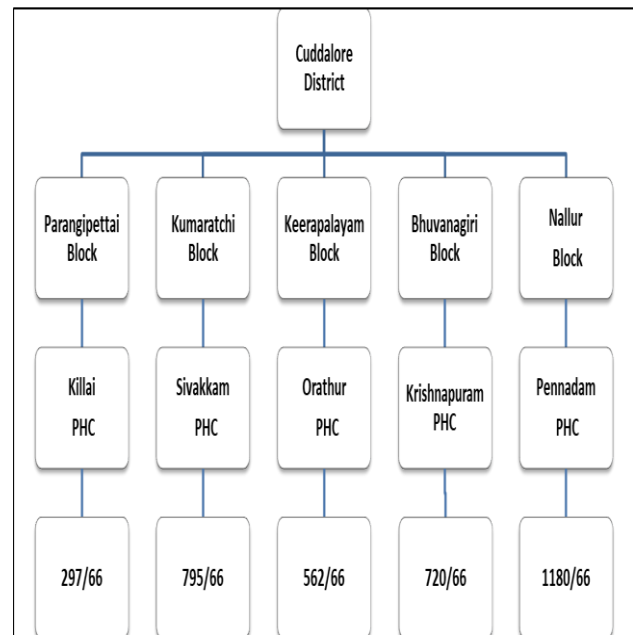 Cuddalore
District
Parangipettai
Block
Kumaratchi
Block
Keerapalayam
Block
Bhuvanagiri
Block
Nallur
Block
Killai
PHC
Sivakkam
PHC
Orathur
PHC
Krishnapuram
PHC
Pennadam
PHC
297/66
795/66
562/66
720/66
1180/66